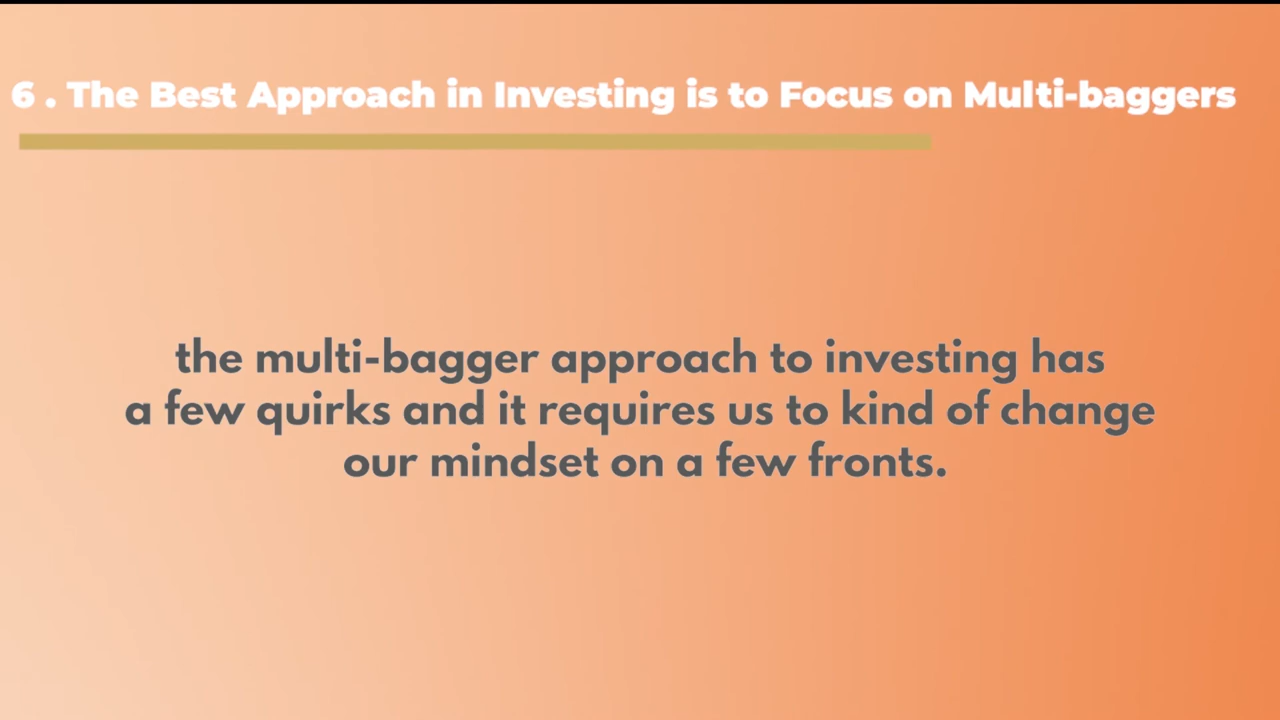 6 . The Best Approach in Investing is to Focus on Multi-baggers
the multi-bagger approach to investing has
a few quirks and it requires us to kind of change
our mindset on a few fronts.